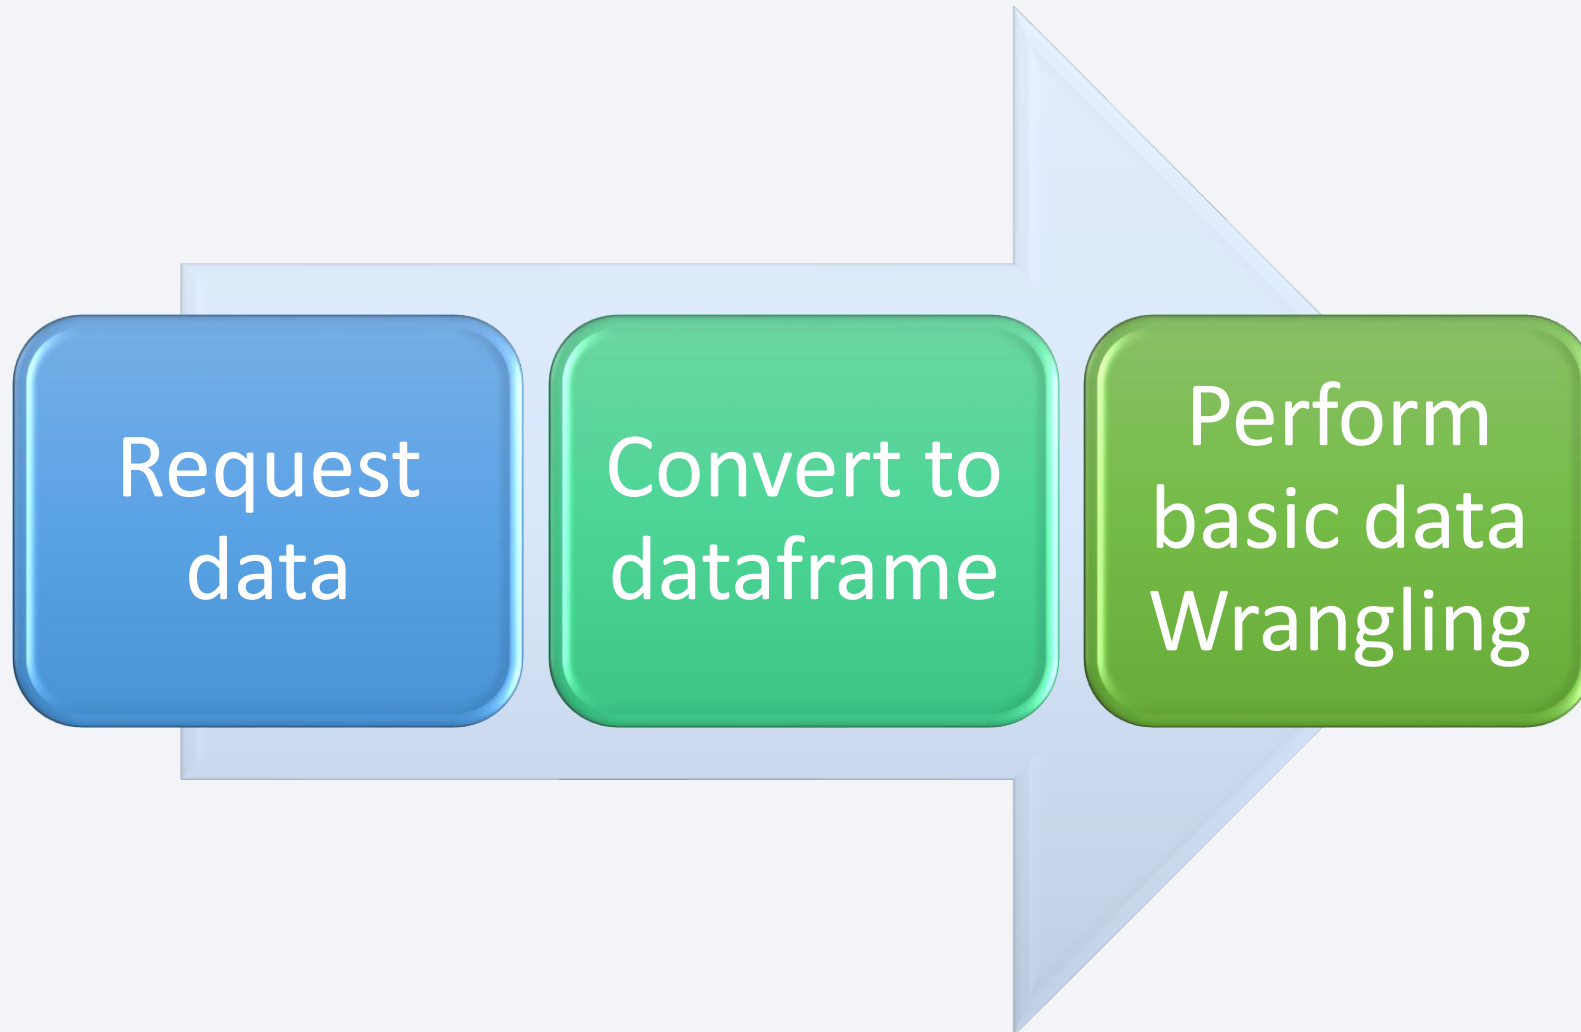 Request
data
Convert to
dataframe
Perform
basic data
Wrangling